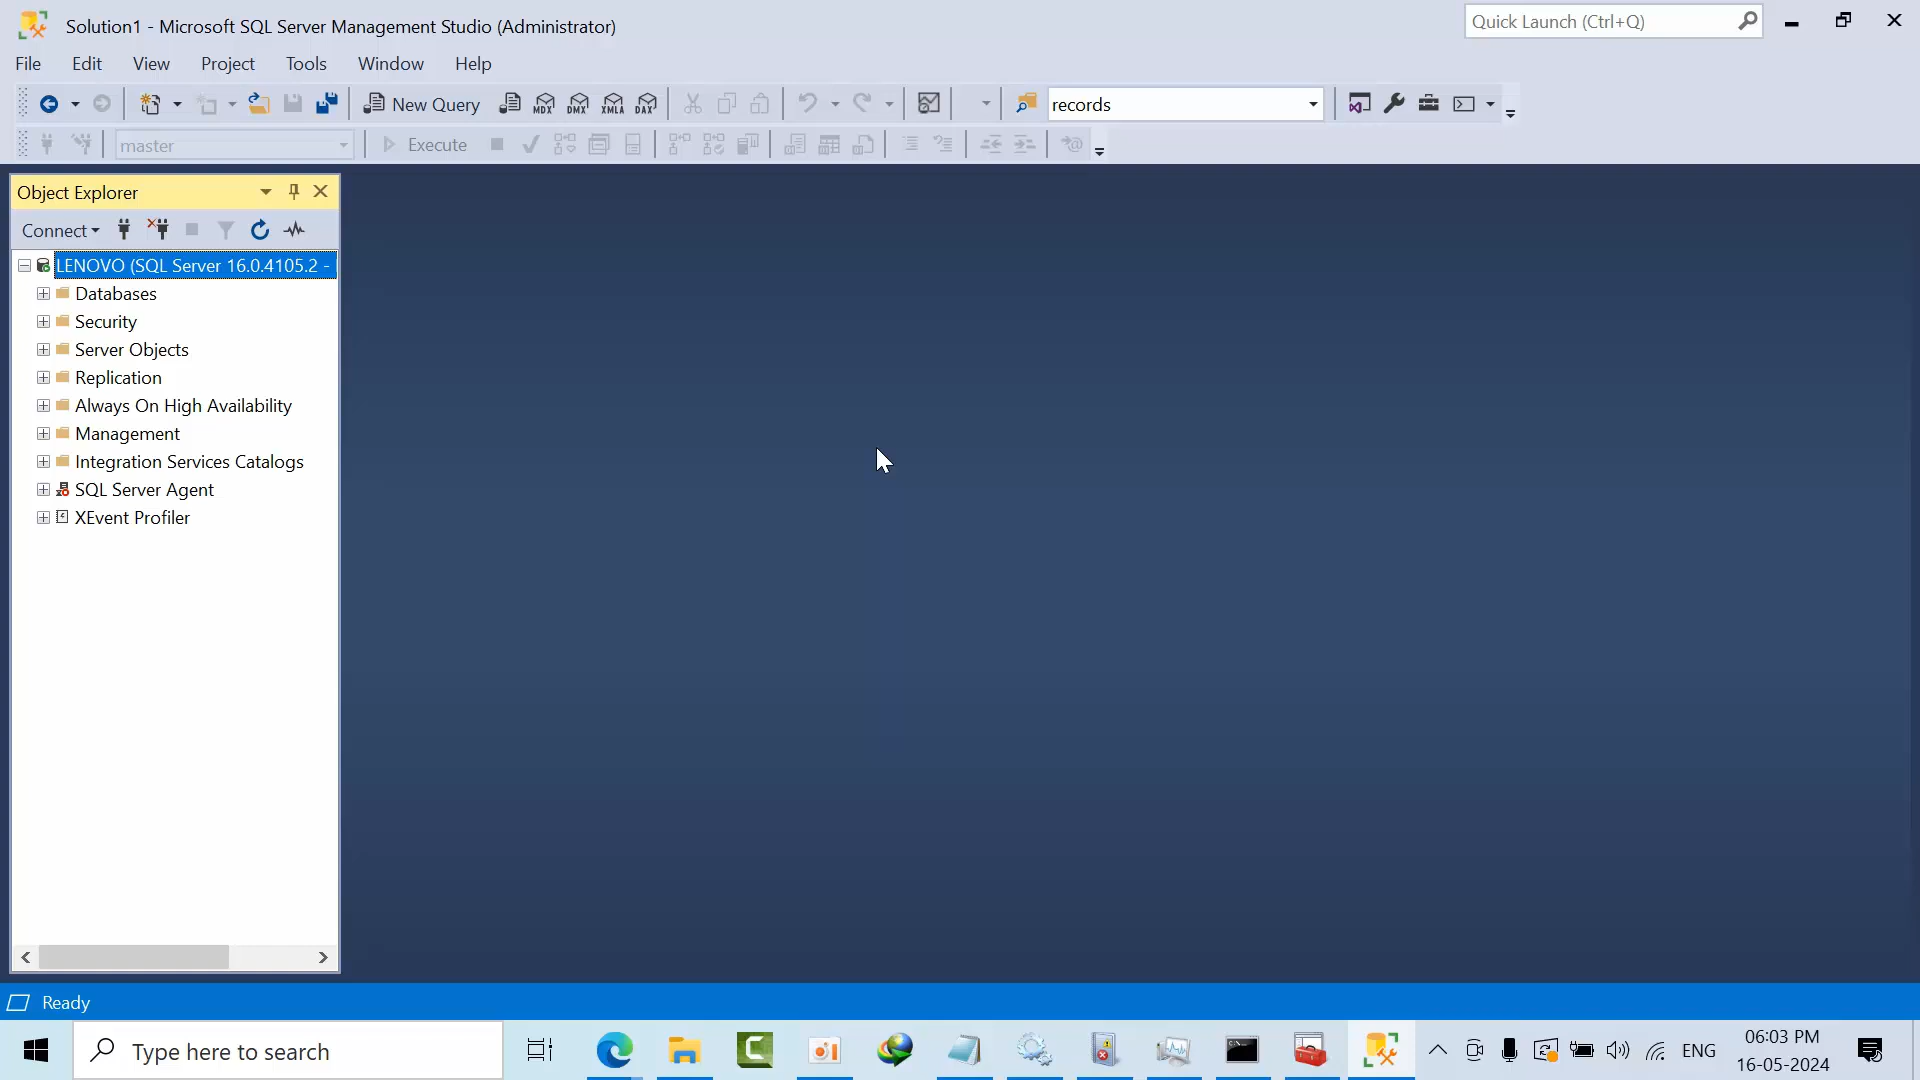 Solution1 - Microsoft SQL Server Management Studio (Administrator)
Quick Launch (Ctrl+Q)
File Edit View Project Tools Window Help
New Query MDX DMX XMLA DAX records
master Execute
Object Explorer
Connect
LENOVO (SQL Server 16.0.4105.2 -
Databases
Security
Server Objects
Replication
Always On High Availability
Management
Integration Services Catalogs
SQL Server Agent
XEvent Profiler
Ready
Type here to search
ENG
06:03 PM
16-05-2024